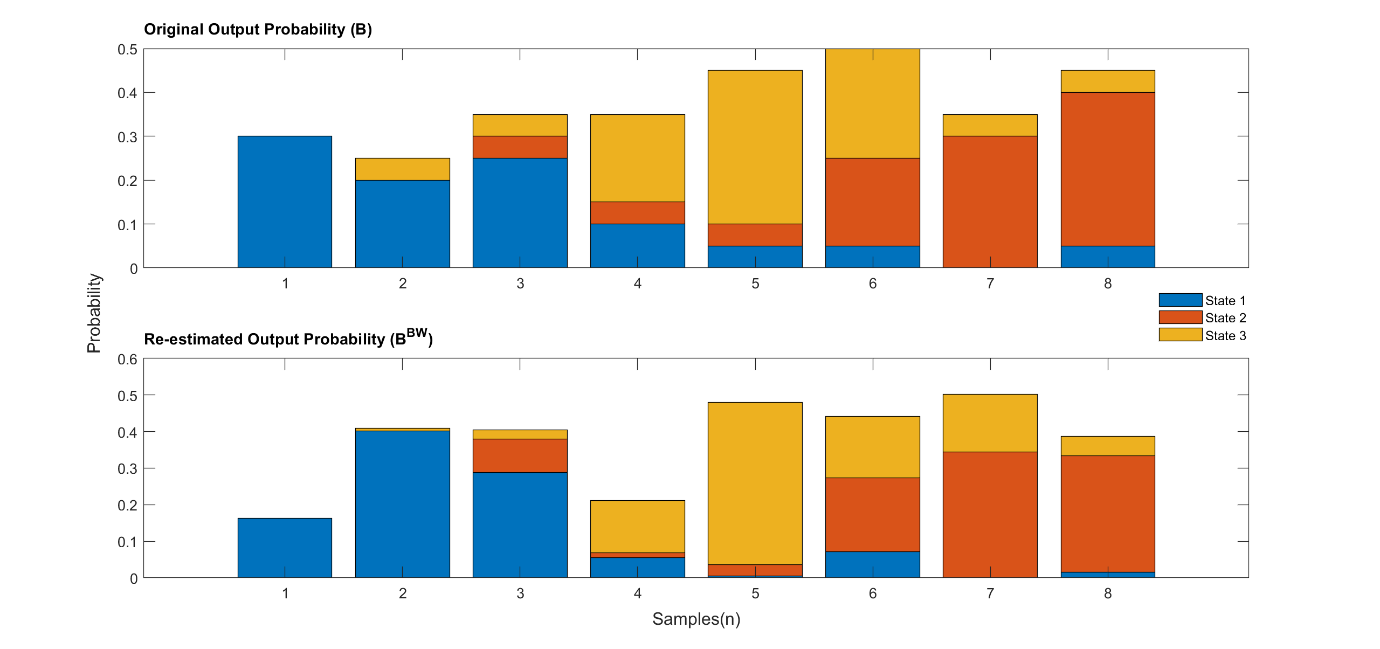 Original Output Probability (B)
0.5
0.4
0.3
0.2
0.1
0
1 2 3 4 5 6 7 8
Probability
State 1
State 2
State 3
Re-estimated Output Probability (B^BW)
0.6
0.5
0.4
0.3
0.2
0.1
0
1 2 3 4 5 6 7 8
Samples(n)